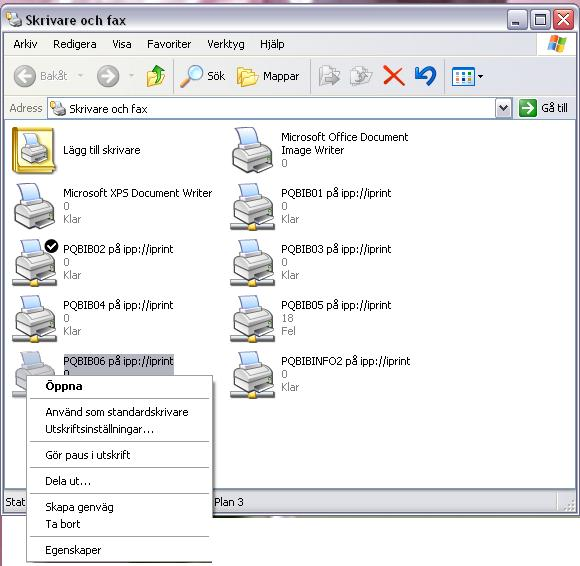 Skrivare och fax
Arkiv Redigera Visa Favoriter Verktyg Hjälp
Bakåt Sök Mappar
Adress Skrivare och fax Gå till
Lägg till skrivare
Microsoft Office Document
Image Writer
0
Microsoft XPS Document Writer
0
Klar
PQBIB01 på ipp://iprint
0
Klar
PQBIB02 på ipp://iprint
0
Klar
PQBIB03 på ipp://iprint
0
Klar
PQBIB04 på ipp://iprint
0
Klar
PQBIB05 på ipp://iprint
18
Fel
PQBIB06 på ipp://iprint
0
PQBIBINFO2 på ipp://iprint
0
Klar
Öppna
Använd som standardskrivare
Utskriftsinställningar...
Gör paus i utskrift
Dela ut...
Skapa genväg
Ta bort
Egenskaper
Stat
Plan 3